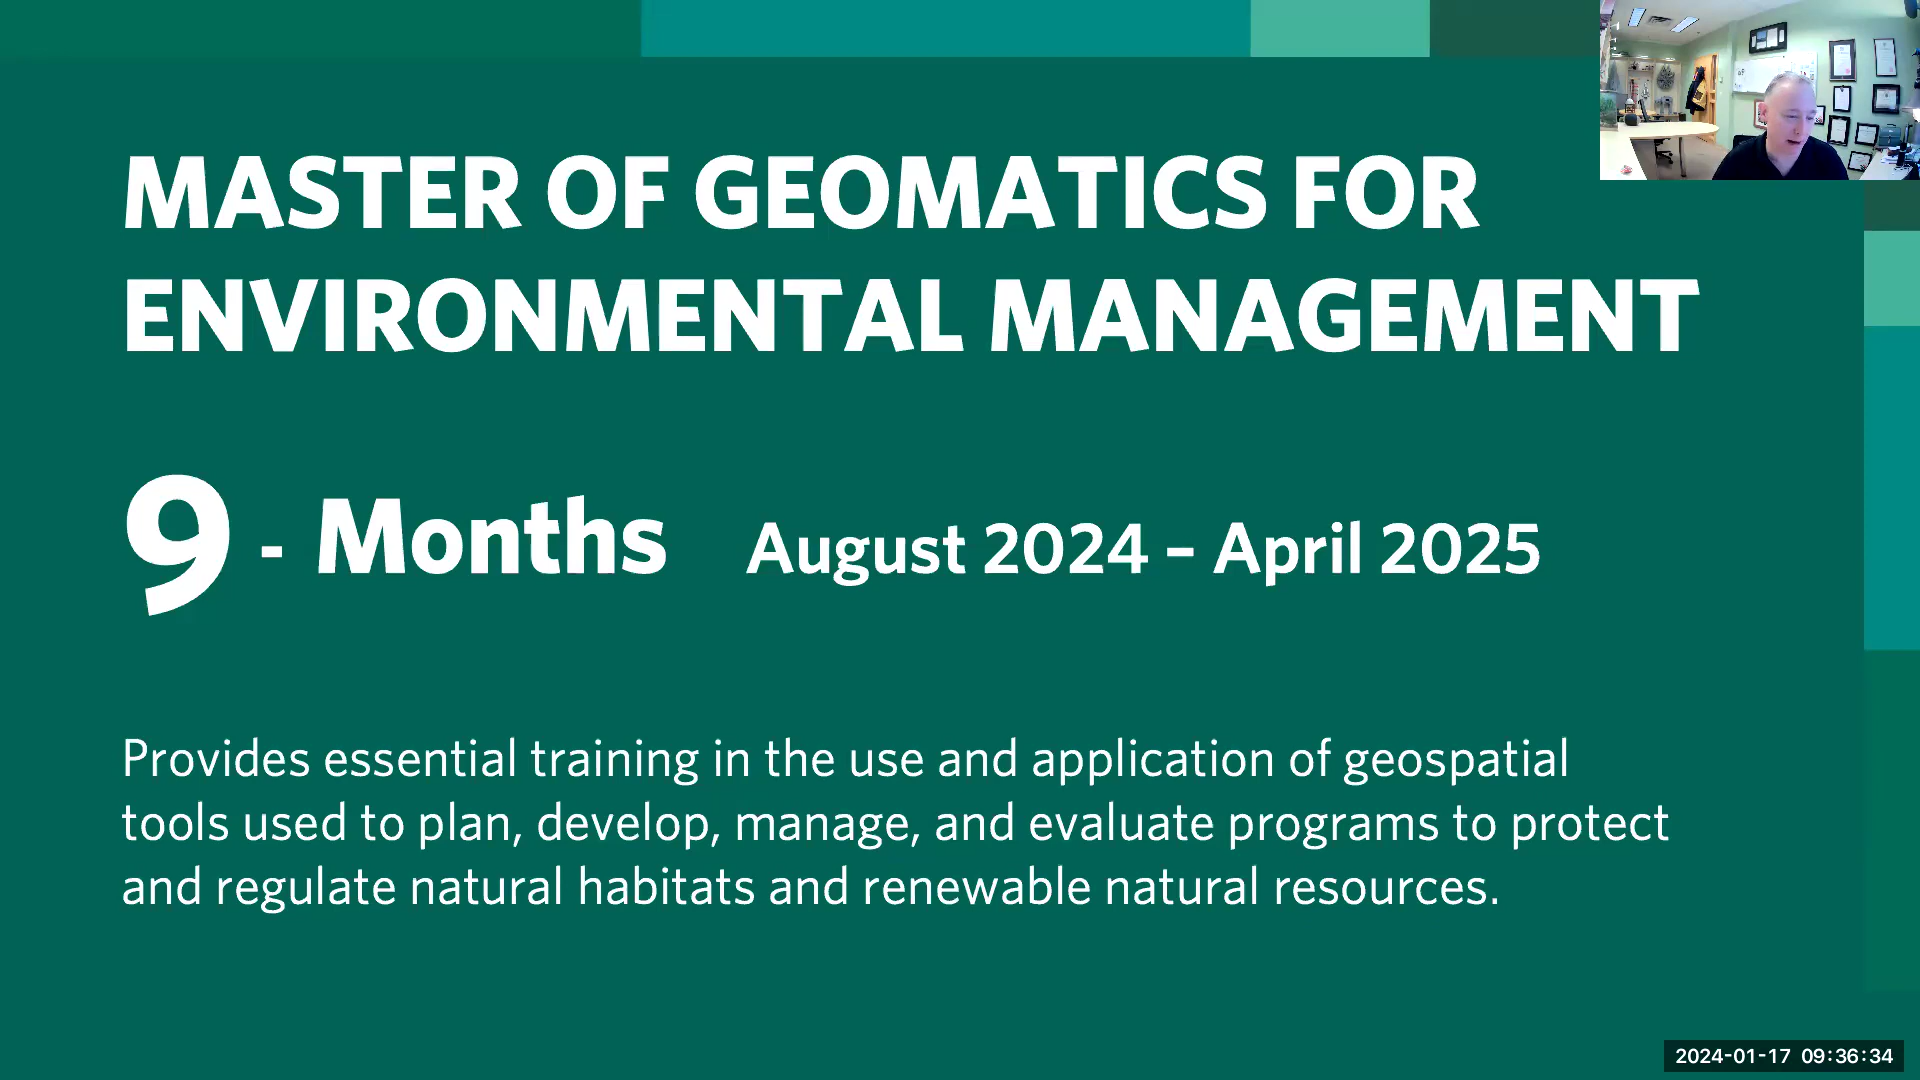 MASTER OF GEOMATICS FOR
ENVIRONMENTAL MANAGEMENT
9 - Months August 2024 – April 2025
Provides essential training in the use and application of geospatial
tools used to plan, develop, manage, and evaluate programs to protect
and regulate natural habitats and renewable natural resources.
2024-01-17 09:36:34